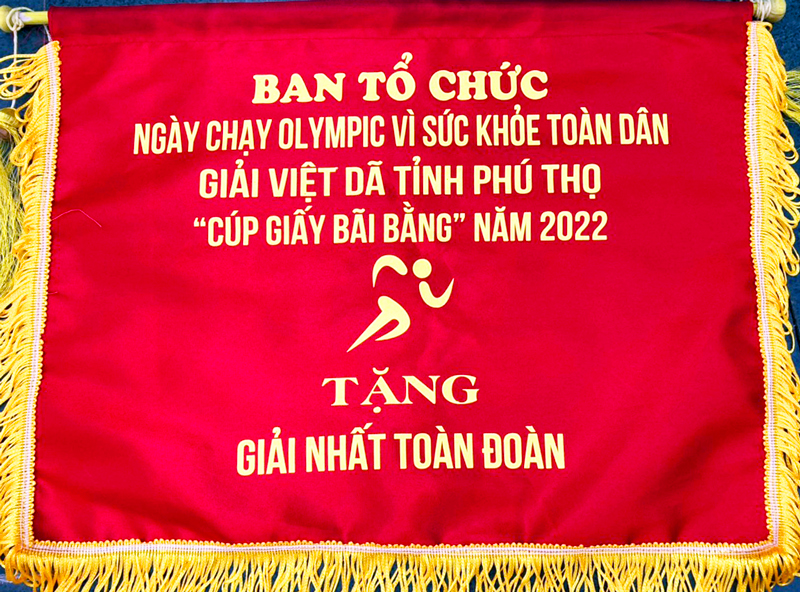 BAN TỔ CHỨC
NGÀY CHẠY OLYMPIC VÌ SỨC KHỎE TOÀN DÂN
GIẢI VIỆT DÃ TỈNH PHÚ THỌ
“CÚP GIẤY BÃI BẰNG” NĂM 2022
TẶNG
GIẢI NHẤT TOÀN ĐOÀN